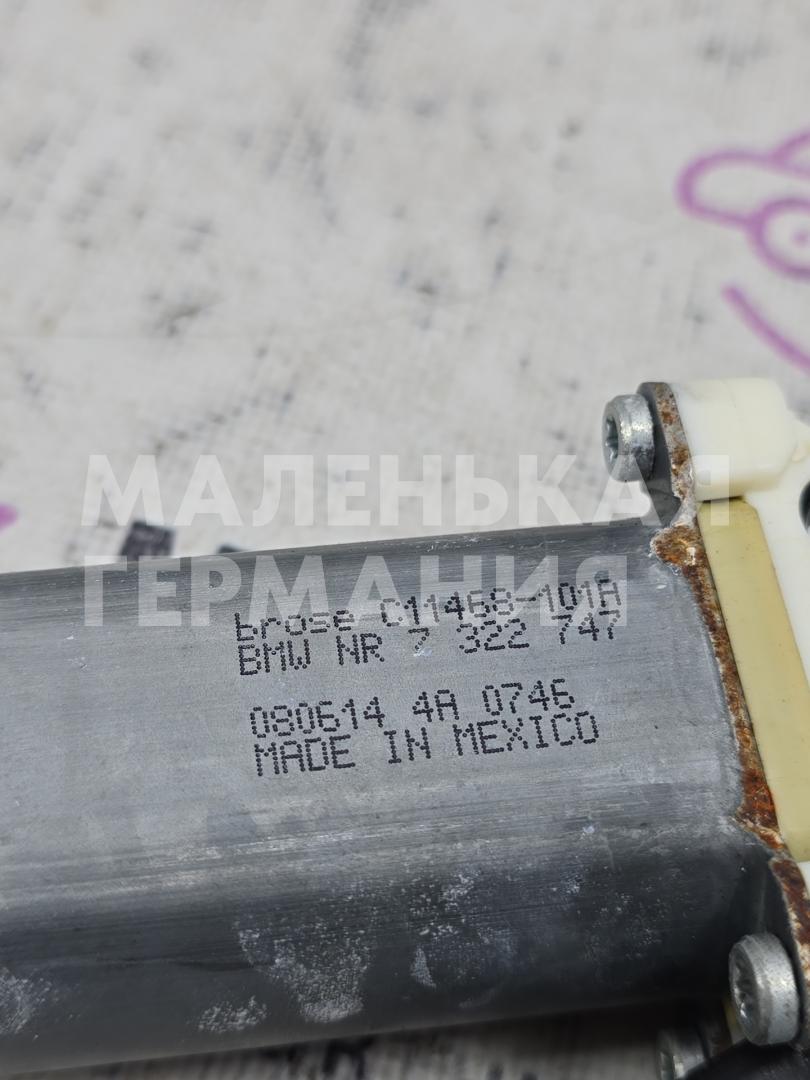 МАЛЕНЬКАЯ
ГЕРМАНИЯ
brose C11468-101A
BMW NR 7 322 747
080614 4A 0746
MADE IN MEXICO